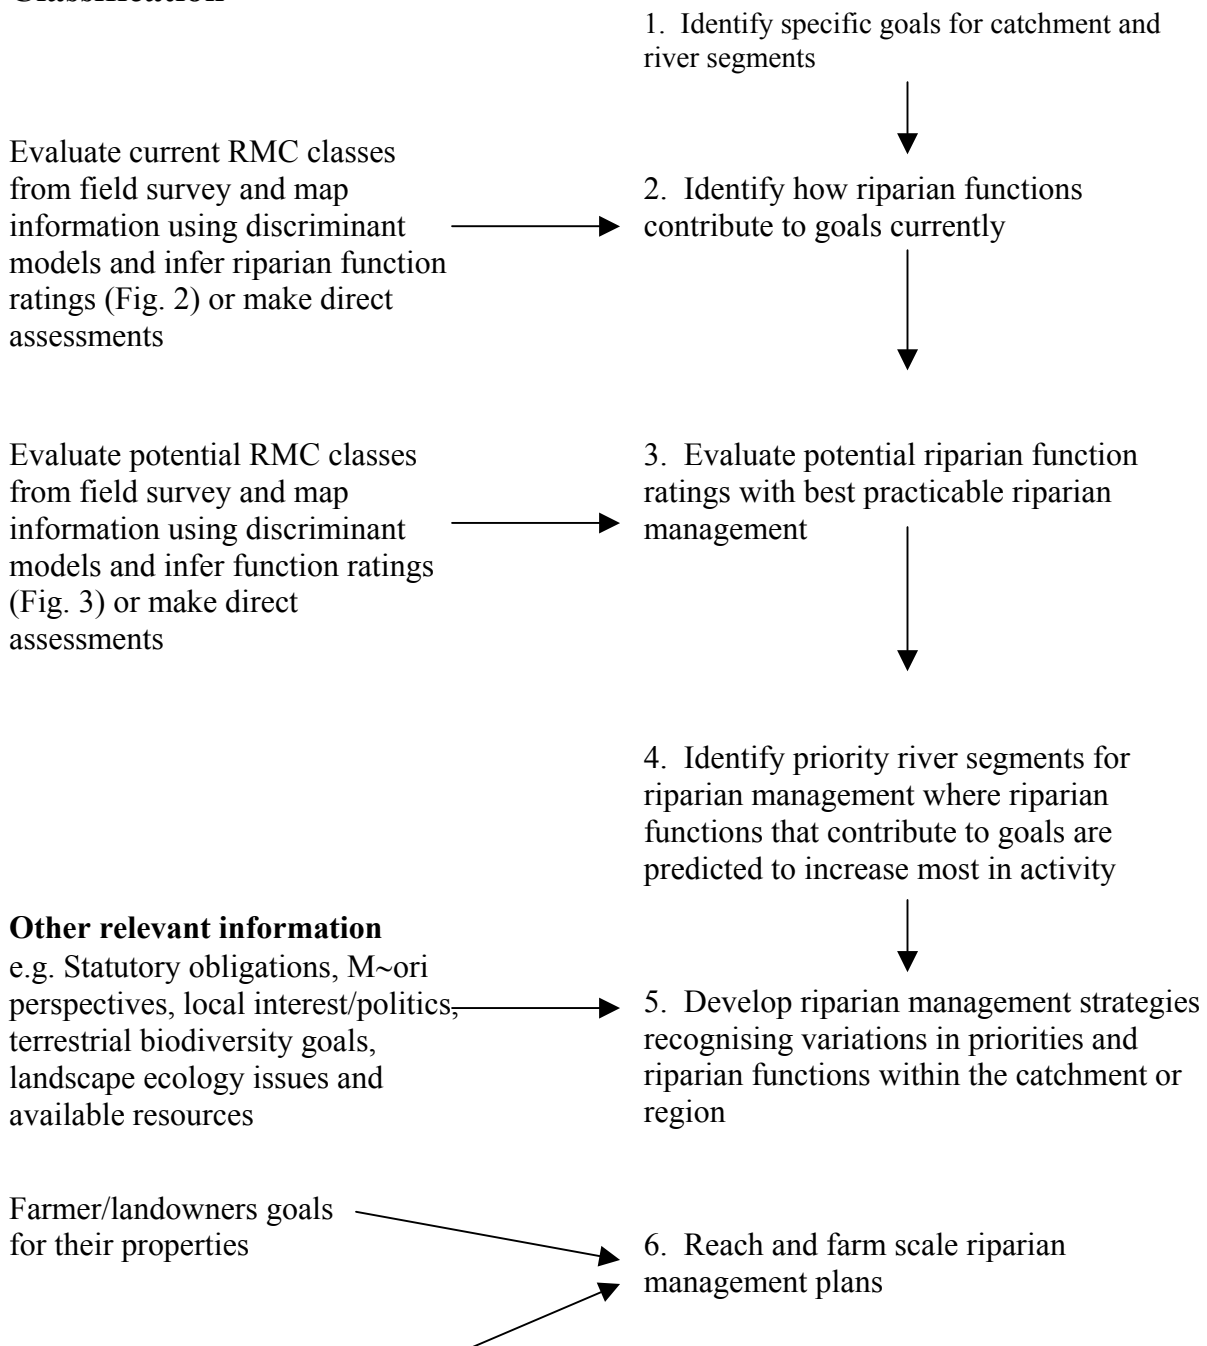 Classification
1. Identify specific goals for catchment and
river segments
Evaluate current RMC classes
from field survey and map
information using discriminant
models and infer riparian function
ratings (Fig. 2) or make direct
assessments
2. Identify how riparian functions
contribute to goals currently
Evaluate potential RMC classes
from field survey and map
information using discriminant
models and infer function ratings
(Fig. 3) or make direct
assessments
3. Evaluate potential riparian function
ratings with best practicable riparian
management
4. Identify priority river segments for
riparian management where riparian
functions that contribute to goals are
predicted to increase most in activity
Other relevant information
e.g. Statutory obligations, M~ori
perspectives, local interest/politics,
terrestrial biodiversity goals,
landscape ecology issues and
available resources
5. Develop riparian management strategies
recognising variations in priorities and
riparian functions within the catchment or
region
Farmer/landowners goals
for their properties
6. Reach and farm scale riparian
management plans